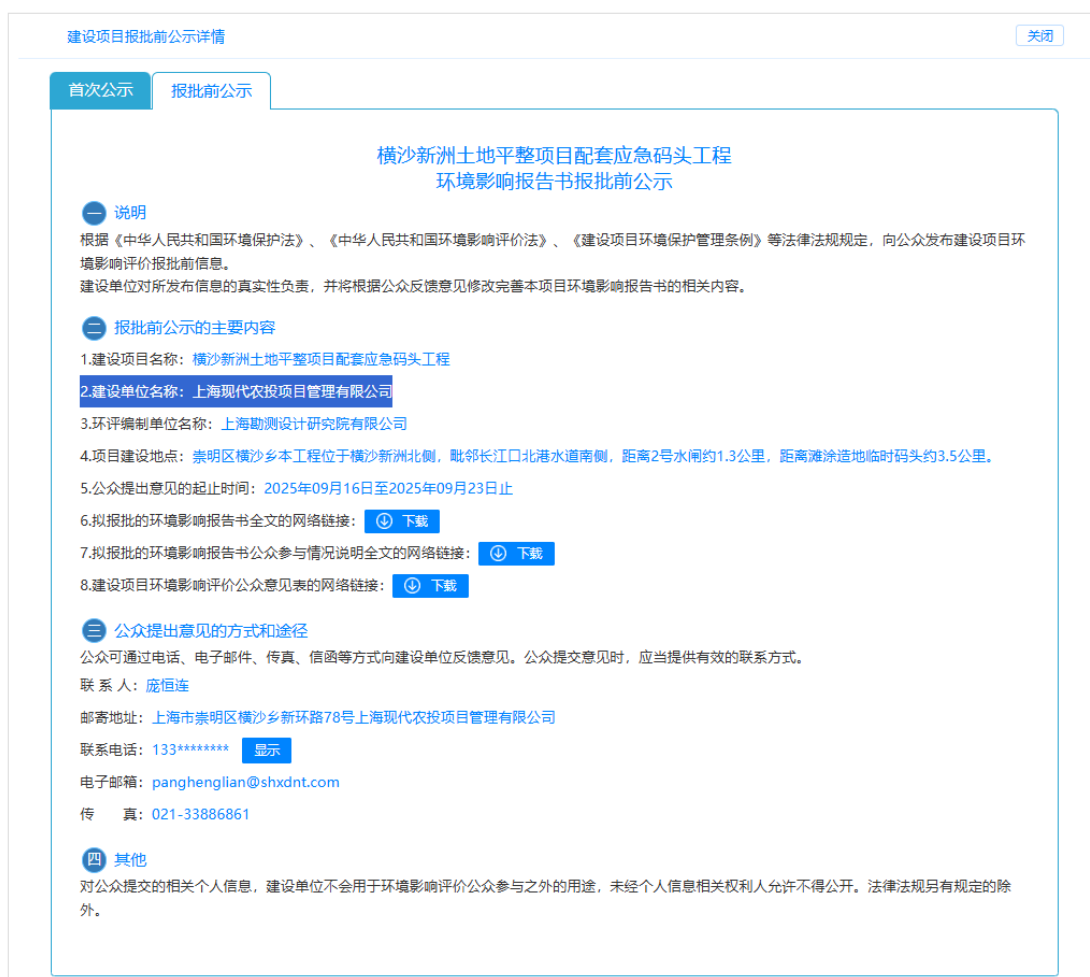 建设项目报批前公示详情
关闭
首次公示
报批前公示
横沙新洲土地平整项目配套应急码头工程
环境影响报告书报批前公示
一 说明
根据《中华人民共和国环境保护法》、《中华人民共和国环境影响评价法》、《建设项目环境保护管理条例》等法律法规规定，向公众发布建设项目环
境影响评价报批前信息。
建设单位对所发布信息的真实性负责，并将根据公众反馈意见修改完善本项目环境影响报告书的相关内容。
二 报批前公示的主要内容
1.建设项目名称：横沙新洲土地平整项目配套应急码头工程
2.建设单位名称：上海现代农投项目管理有限公司
3.环评编制单位名称：上海勘测设计研究院有限公司
4.项目建设地点：崇明区横沙乡本工程位于横沙新洲北侧，毗邻长江口北港水道南侧，距离2号水闸约1.3公里，距离滩涂造地临时码头约3.5公里。
5.公众提出意见的起止时间：2025年09月16日至2025年09月23日止
6.拟报批的环境影响报告书全文的网络链接： 下载
7.拟报批的环境影响报告书公众参与情况说明全文的网络链接： 下载
8.建设项目环境影响评价公众意见表的网络链接： 下载
三 公众提出意见的方式和途径
公众可通过电话、电子邮件、传真、信函等方式向建设单位反馈意见。公众提交意见时，应当提供有效的联系方式。
联 系 人：庞恒连
邮寄地址：上海市崇明区横沙乡新环路78号上海现代农投项目管理有限公司
联系电话：133******** 显示
电子邮箱：panghenglian@shxdnt.com
传 真：021-33886861
四 其他
对公众提交的相关个人信息，建设单位不会用于环境影响评价公众参与之外的用途，未经个人信息相关权利人允许不得公开。法律法规另有规定的除
外。